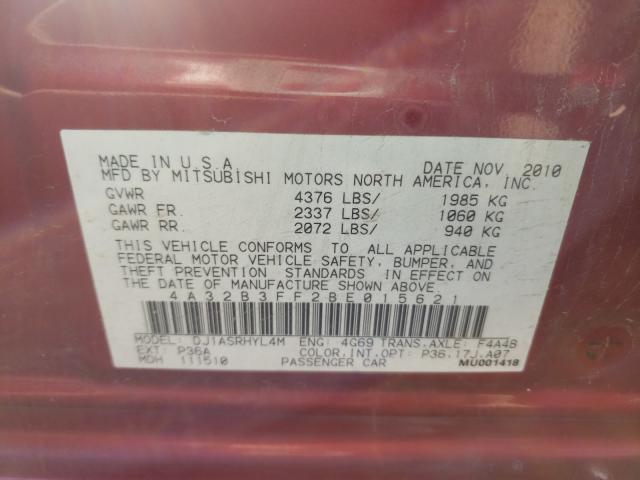 MADE IN U.S.A. DATE NOV 2010
MFD BY MITSUBISHI MOTORS NORTH AMERICA, INC.
GVWR 4376 LBS/ 1985 KG
GAWR FR. 2337 LBS/ 1060 KG
GAWR RR. 2072 LBS/ 940 KG
THIS VEHICLE CONFORMS TO ALL APPLICABLE
FEDERAL MOTOR VEHICLE SAFETY, BUMPER, AND
THEFT PREVENTION STANDARDS IN EFFECT ON
THE DATE OF MANUFACTURE SHOWN ABOVE.
4A32B3FF2BE015621
MODEL: DJ1ASRHYL4M ENG: 4G69 TRANS.AXLE: F4A4B
EXT: P36A COLOR.INT.OPT: P36.17J.A07
MDH 111510 PASSENGER CAR MU001418